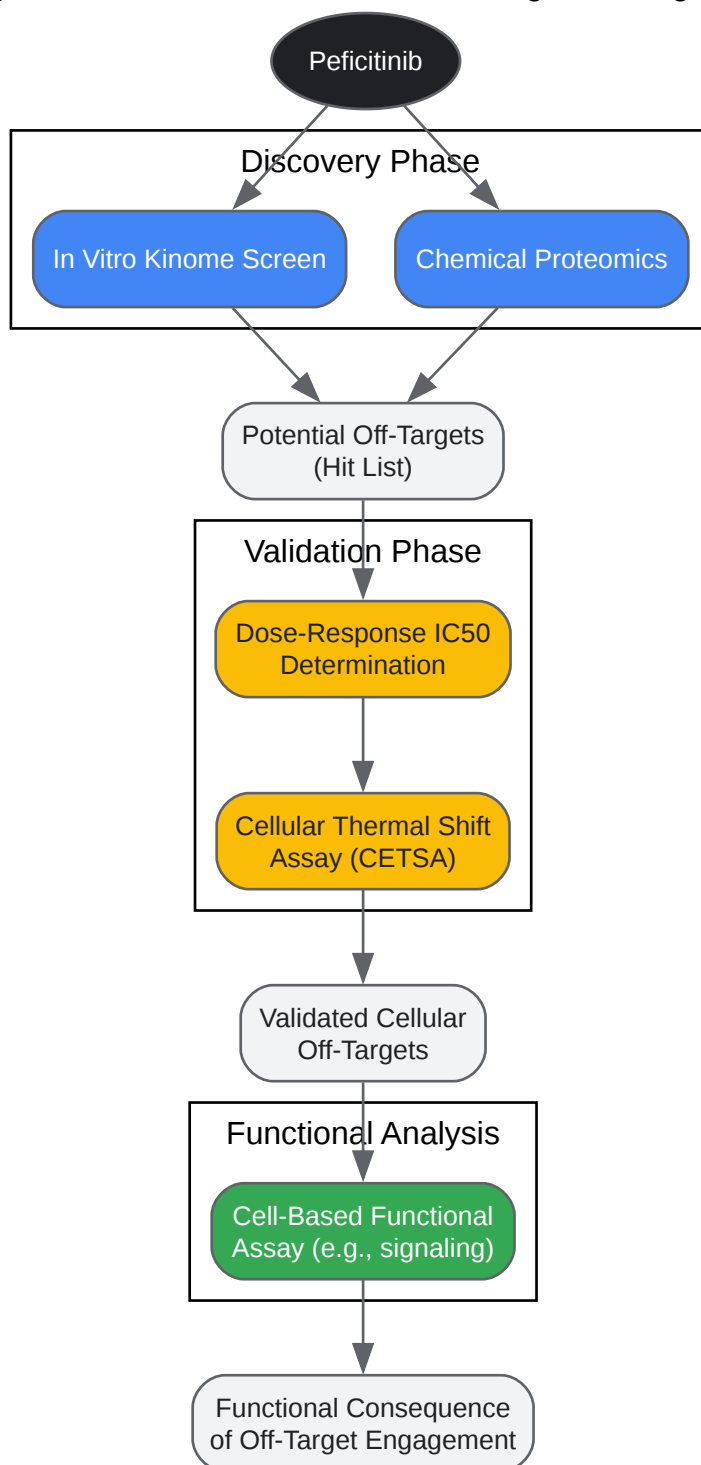 Peficitinib
Discovery Phase
In Vitro Kinome Screen
Chemical Proteomics
Potential Off-Targets
(Hit List)
Validation Phase
Dose-Response IC50
Determination
Cellular Thermal Shift
Assay (CETSA)
Validated Cellular
Off-Targets
Functional Analysis
Cell-Based Functional
Assay (e.g., signaling)
Functional Consequence
of Off-Target Engagement